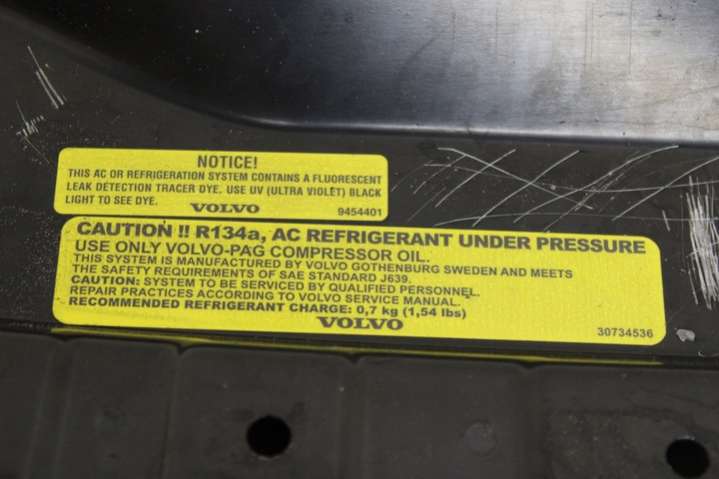 NOTICE!
THIS AC OR REFRIGERATION SYSTEM CONTAINS A FLUORESCENT
LEAK DETECTION TRACER DYE. USE UV (ULTRA VIOLET) BLACK
LIGHT TO SEE DYE.
VOLVO
9454401
CAUTION !! R134a, AC REFRIGERANT UNDER PRESSURE
USE ONLY VOLVO-PAG COMPRESSOR OIL.
THIS SYSTEM IS MANUFACTURED BY VOLVO GOTHENBURG SWEDEN AND MEETS
THE SAFETY REQUIREMENTS OF SAE STANDARD J639.
CAUTION: SYSTEM TO BE SERVICED BY QUALIFIED PERSONNEL.
REPAIR PRACTICES ACCORDING TO VOLVO SERVICE MANUAL.
RECOMMENDED REFRIGERANT CHARGE: 0,7 kg (1,54 lbs)
VOLVO
30734536